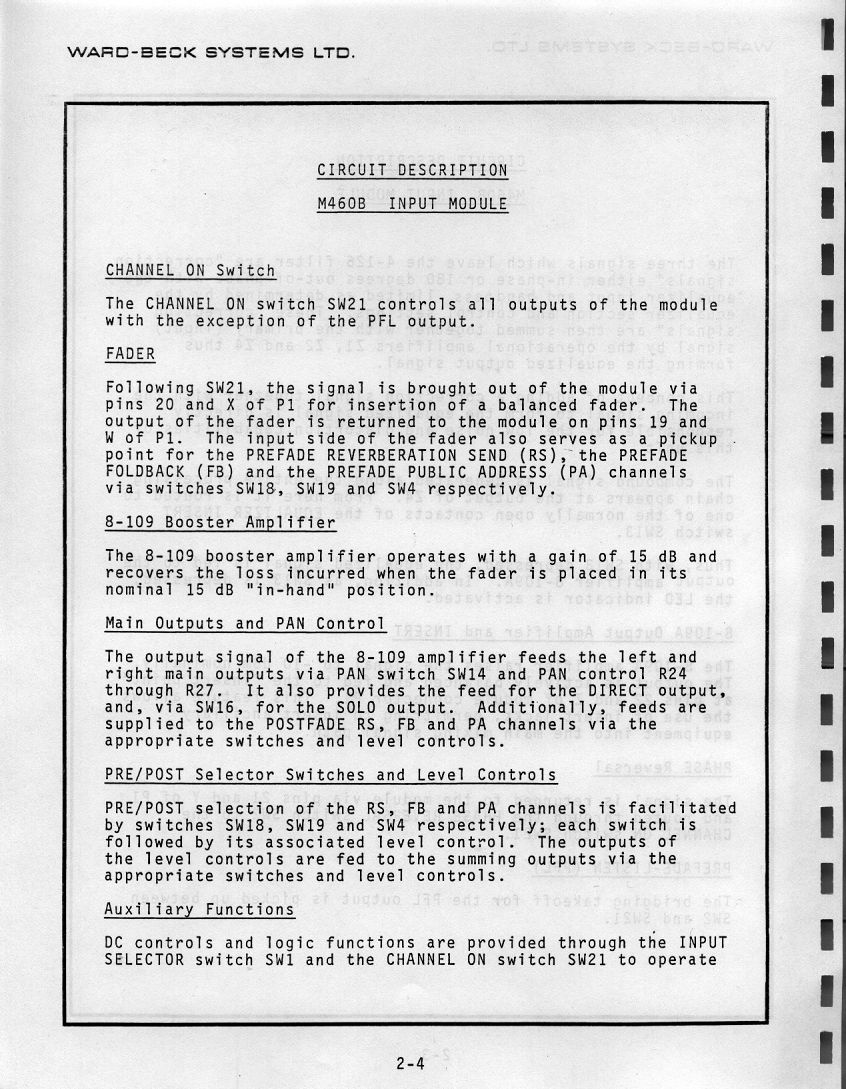 WARD-BECK SYSTEMS LTD.
CIRCUIT DESCRIPTION
M460B INPUT MODULE
CHANNEL ON Switch
The CHANNEL ON switch SW21 controls all outputs of the module
with the exception of the PFL output.
FADER
Following SW21, the signal is brought out of the module via
pins 20 and X of P1 for insertion of a balanced fader. The
output of the fader is returned to the module on pins 19 and
W of P1. The input side of the fader also serves as a pickup
point for the PREFADE REVERBERATION SEND (RS), the PREFADE
FOLDBACK (FB) and the PREFADE PUBLIC ADDRESS (PA) channels
via switches SW18, SW19 and SW4 respectively.
8-109 Booster Amplifier
The 8-109 booster amplifier operates with a gain of 15 dB and
recovers the loss incurred when the fader is placed in its
nominal 15 dB "in-hand" position.
Main Outputs and PAN Control
The output signal of the 8-109 amplifier feeds the left and
right main outputs via PAN switch SW14 and PAN control R24
through R27. It also provides the feed for the DIRECT output,
and, via SW16, for the SOLO output. Additionally, feeds are
supplied to the POSTFADE RS, FB and PA channels via the
appropriate switches and level controls.
PRE/POST Selector Switches and Level Controls
PRE/POST selection of the RS, FB and PA channels is facilitated
by switches SW18, SW19 and SW4 respectively; each switch is
followed by its associated level control. The outputs of
the level controls are fed to the summing outputs via the
appropriate switches and level controls.
Auxiliary Functions
DC controls and logic functions are provided through the INPUT
SELECTOR switch SW1 and the CHANNEL ON switch SW21 to operate
2-4